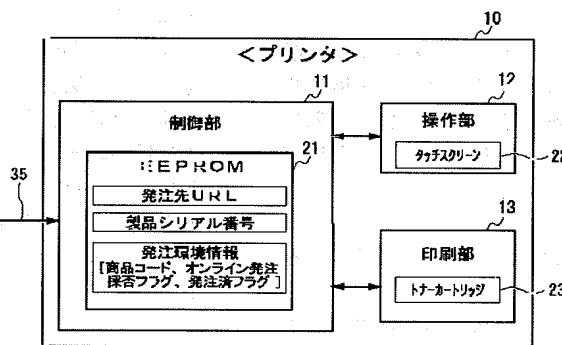 10
<プリンタ>
11
12
制御部
操作部
EEPROM
21
タッチスクリーン
22
発注先URL
35
製品シリアル番号
13
発注環境情報
[商品コード、オンライン発注
採否フラグ、発注済フラグ]
印刷部
トナーカートリッジ
23